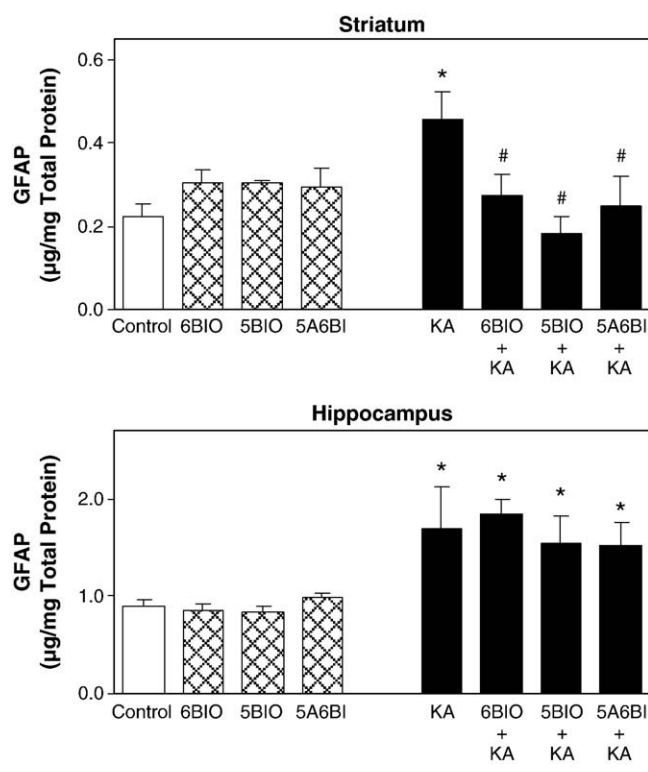 Striatum
GFAP
(µg/mg Total Protein)
0.6
0.4
0.2
0.0
*
#
#
#
Control 6BIO 5BIO 5A6BI KA 6BIO 5BIO 5A6BI
+ + +
KA KA KA
Hippocampus
GFAP
(µg/mg Total Protein)
2.0
1.0
0.0
*
*
*
*
Control 6BIO 5BIO 5A6BI KA 6BIO 5BIO 5A6BI
+ + +
KA KA KA